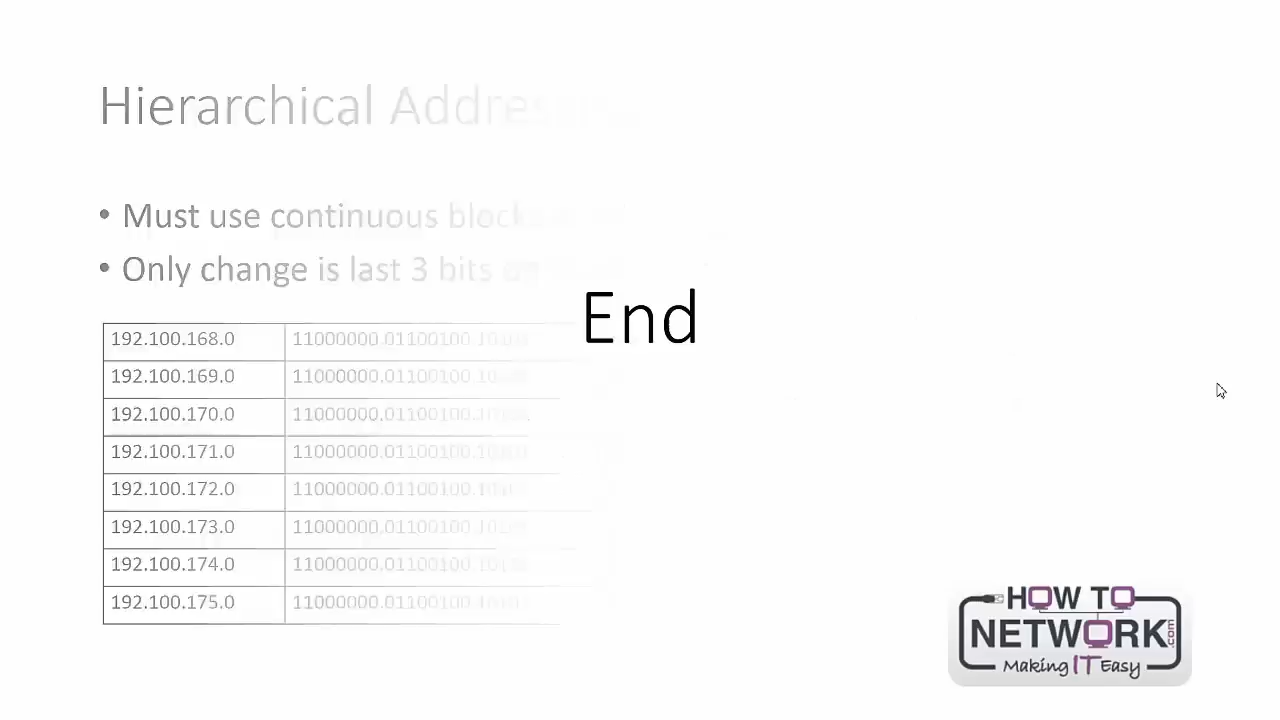 Hierarchical Addressing
• Must use continuous blocks
• Only change is last 3 bits
End
192.100.168.0 11000000.01100100.
192.100.169.0 11000000.01100100.
192.100.170.0 11000000.01100100.
192.100.171.0 11000000.01100100.
192.100.172.0 11000000.01100100.
192.100.173.0 11000000.01100100.
192.100.174.0 11000000.01100100.
192.100.175.0 11000000.01100100.
HOW TO
NETWORK.com
Making IT Easy